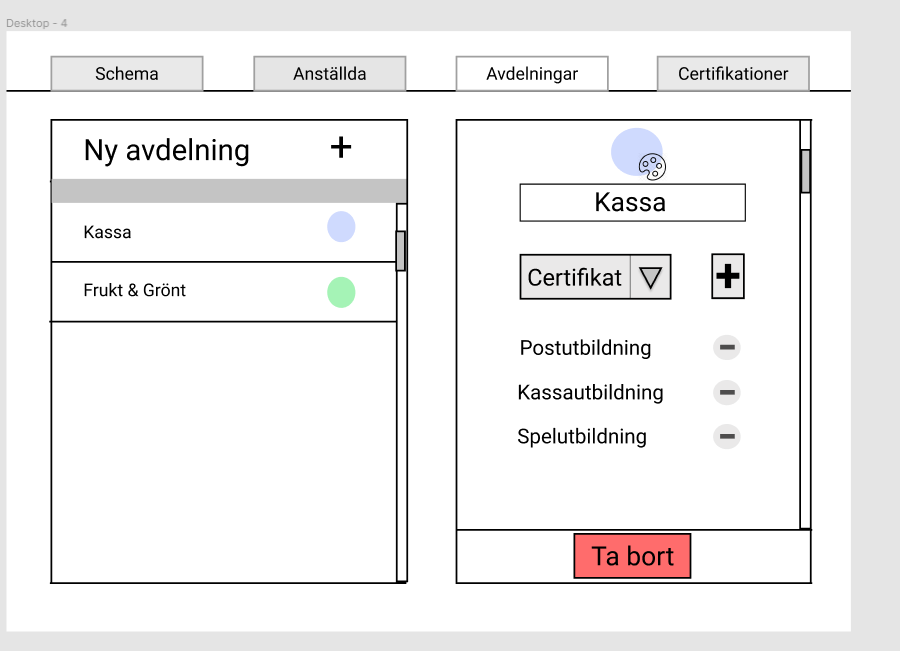 Desktop - 4
Schema
Anställda
Avdelningar
Certifikationer
Ny avdelning +
Kassa
Frukt & Grönt
Kassa
Certifikat
Postutbildning
Kassautbildning
Spelutbildning
Ta bort